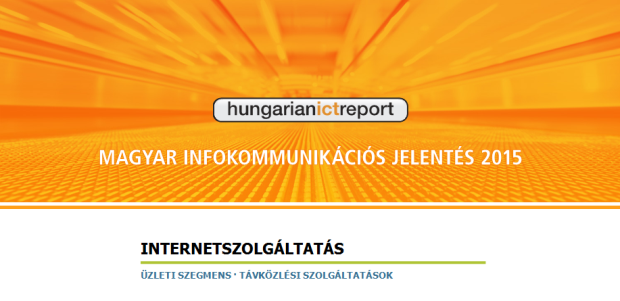 hungarianictreport
MAGYAR INFOKOMMUNIKÁCIÓS JELENTÉS 2015
INTERNETSZOLGÁLTATÁS
ÜZLETI SZEGMENS · TÁVKÖZLÉSI SZOLGÁLTATÁSOK